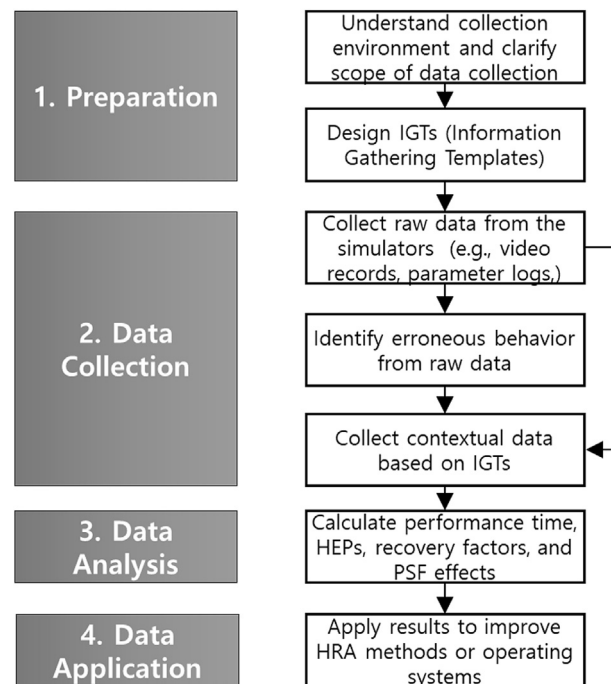 1. Preparation
Understand collection
environment and clarify
scope of data collection
Design IGTs (Information
Gathering Templates)
2. Data
Collection
Collect raw data from the
simulators (e.g., video
records, parameter logs,)
Identify erroneous behavior
from raw data
Collect contextual data
based on IGTs
3. Data
Analysis
Calculate performance time,
HEPs, recovery factors, and
PSF effects
4. Data
Application
Apply results to improve
HRA methods or operating
systems